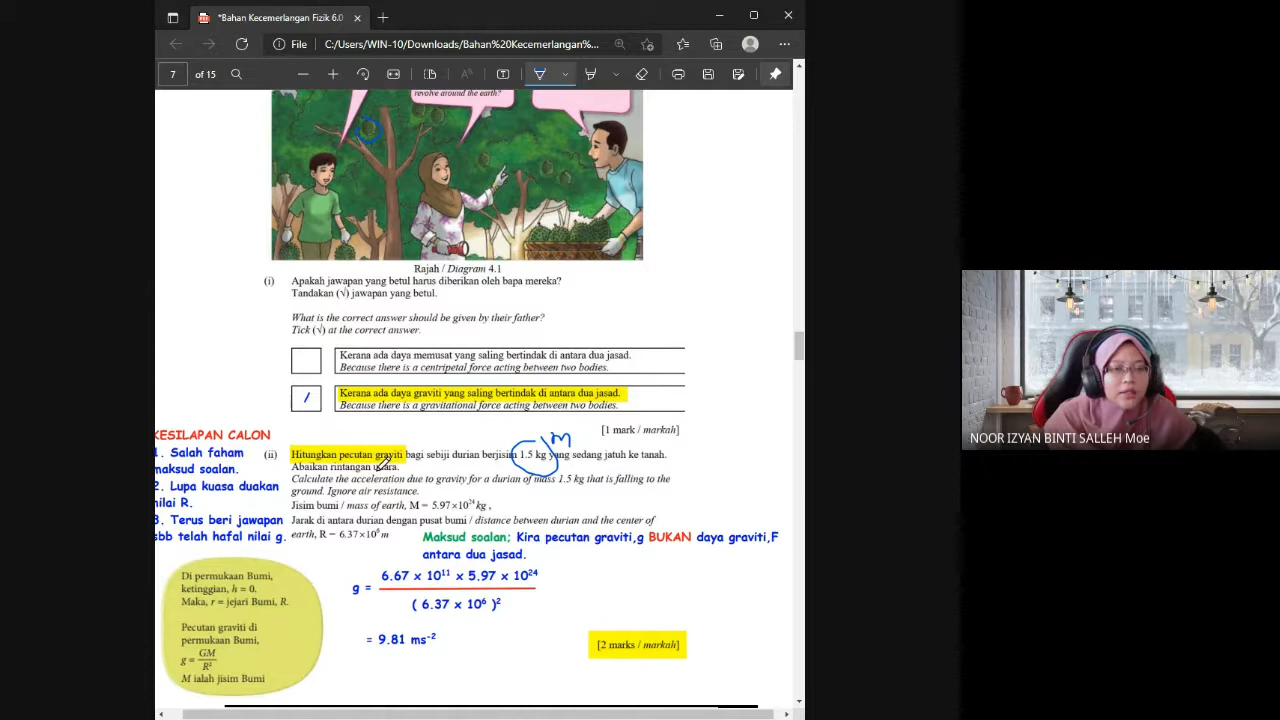 *Bahan Kecemerlangan Fizik 6.0
File
C:/Users/WIN-10/Downloads/Bahan%20Kecemerlangan%...
7 of 15
revolve around the earth?
Rajah / Diagram 4.1
(i) Apakah jawapan yang betul harus diberikan oleh bapa mereka?
Tandakan (√) jawapan yang betul.
What is the correct answer should be given by their father?
Tick (√) at the correct answer.
Kerana ada daya memusat yang saling bertindak di antara dua jasad.
Because there is a centripetal force acting between two bodies.
/ Kerana ada daya graviti yang saling bertindak di antara dua jasad.
Because there is a gravitational force acting between two bodies.
[1 mark / markah]
m
KESILAPAN CALON
1. Salah faham
maksud soalan.
2. Lupa kuasa duakan
nilai R.
3. Terus beri jawapan
sbb telah hafal nilai g.
(ii) Hitungkan pecutan graviti bagi sebiji durian berjisim 1.5 kg yang sedang jatuh ke tanah.
Abaikan rintangan udara.
Calculate the acceleration due to gravity for a durian of mass 1.5 kg that is falling to the
ground. Ignore air resistance.
Jisim bumi / mass of earth, M = 5.97×10²⁴ kg ,
Jarak di antara durian dengan pusat bumi / distance between durian and the center of
earth, R = 6.37×10⁶ m
Maksud soalan; Kira pecutan graviti,g BUKAN daya graviti,F
antara dua jasad.
g = 6.67 x 10¹¹ x 5.97 x 10²⁴
( 6.37 x 10⁶ )²
= 9.81 ms⁻²
[2 marks / markah]
Di permukaan Bumi,
ketinggian, h = 0.
Maka, r = jejari Bumi, R.
Pecutan graviti di
permukaan Bumi,
g = GM
R²
M ialah jisim Bumi
NOOR IZYAN BINTI SALLEH Moe